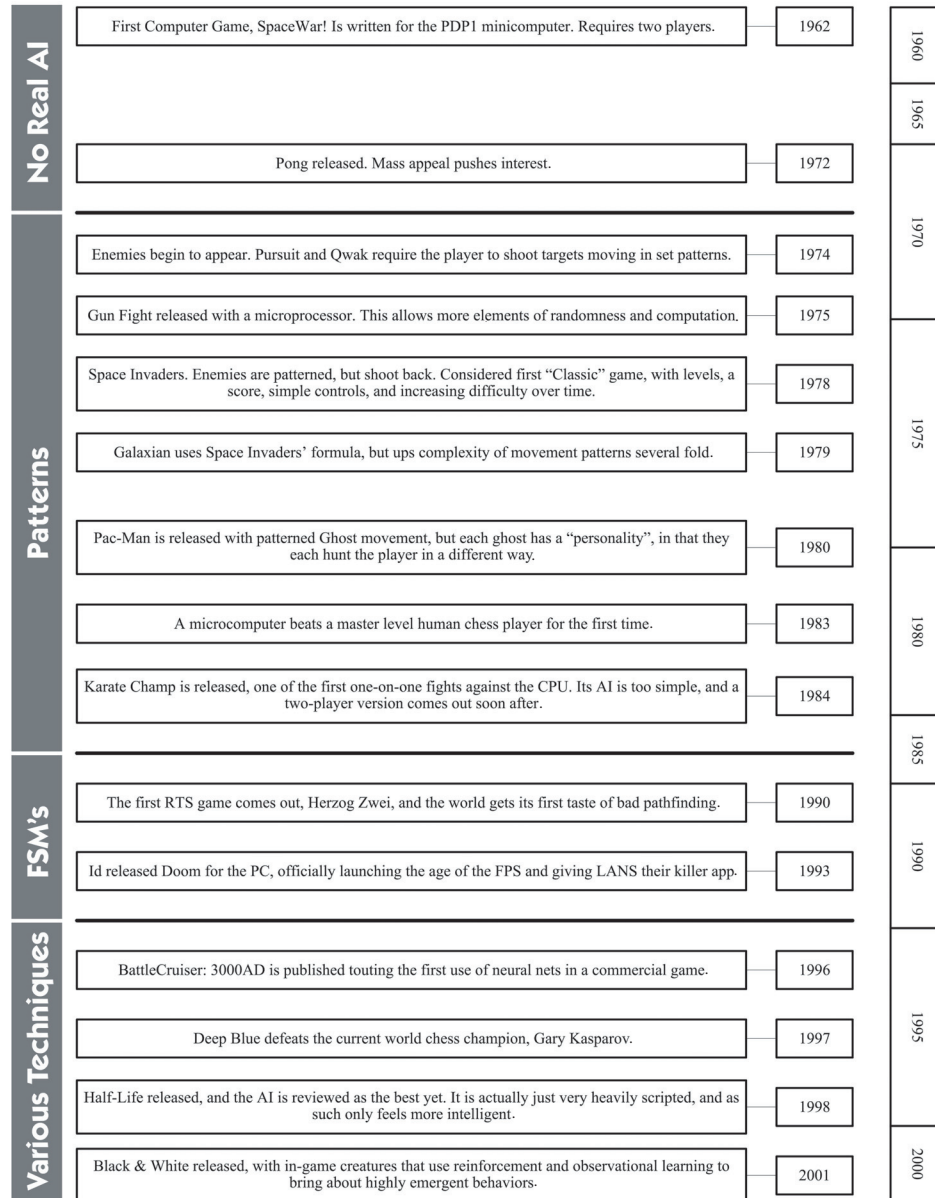 No Real AI
First Computer Game, SpaceWar! Is written for the PDP1 minicomputer. Requires two players.
1962
Pong released. Mass appeal pushes interest.
1972
Patterns
Enemies begin to appear. Pursuit and Qwak require the player to shoot targets moving in set patterns.
1974
Gun Fight released with a microprocessor. This allows more elements of randomness and computation.
1975
Space Invaders. Enemies are patterned, but shoot back. Considered first “Classic” game, with levels, a
score, simple controls, and increasing difficulty over time.
1978
Galaxian uses Space Invaders’ formula, but ups complexity of movement patterns several fold.
1979
Pac-Man is released with patterned Ghost movement, but each ghost has a “personality”, in that they
each hunt the player in a different way.
1980
A microcomputer beats a master level human chess player for the first time.
1983
Karate Champ is released, one of the first one-on-one fights against the CPU. Its AI is too simple, and a
two-player version comes out soon after.
1984
FSM’s
The first RTS game comes out, Herzog Zwei, and the world gets its first taste of bad pathfinding.
1990
Id released Doom for the PC, officially launching the age of the FPS and giving LANS their killer app.
1993
Various Techniques
BattleCruiser: 3000AD is published touting the first use of neural nets in a commercial game.
1996
Deep Blue defeats the current world chess champion, Gary Kasparov.
1997
Half-Life released, and the AI is reviewed as the best yet. It is actually just very heavily scripted, and as
such only feels more intelligent.
1998
Black & White released, with in-game creatures that use reinforcement and observational learning to
bring about highly emergent behaviors.
2001
1960
1965
1970
1975
1980
1985
1990
1995
2000